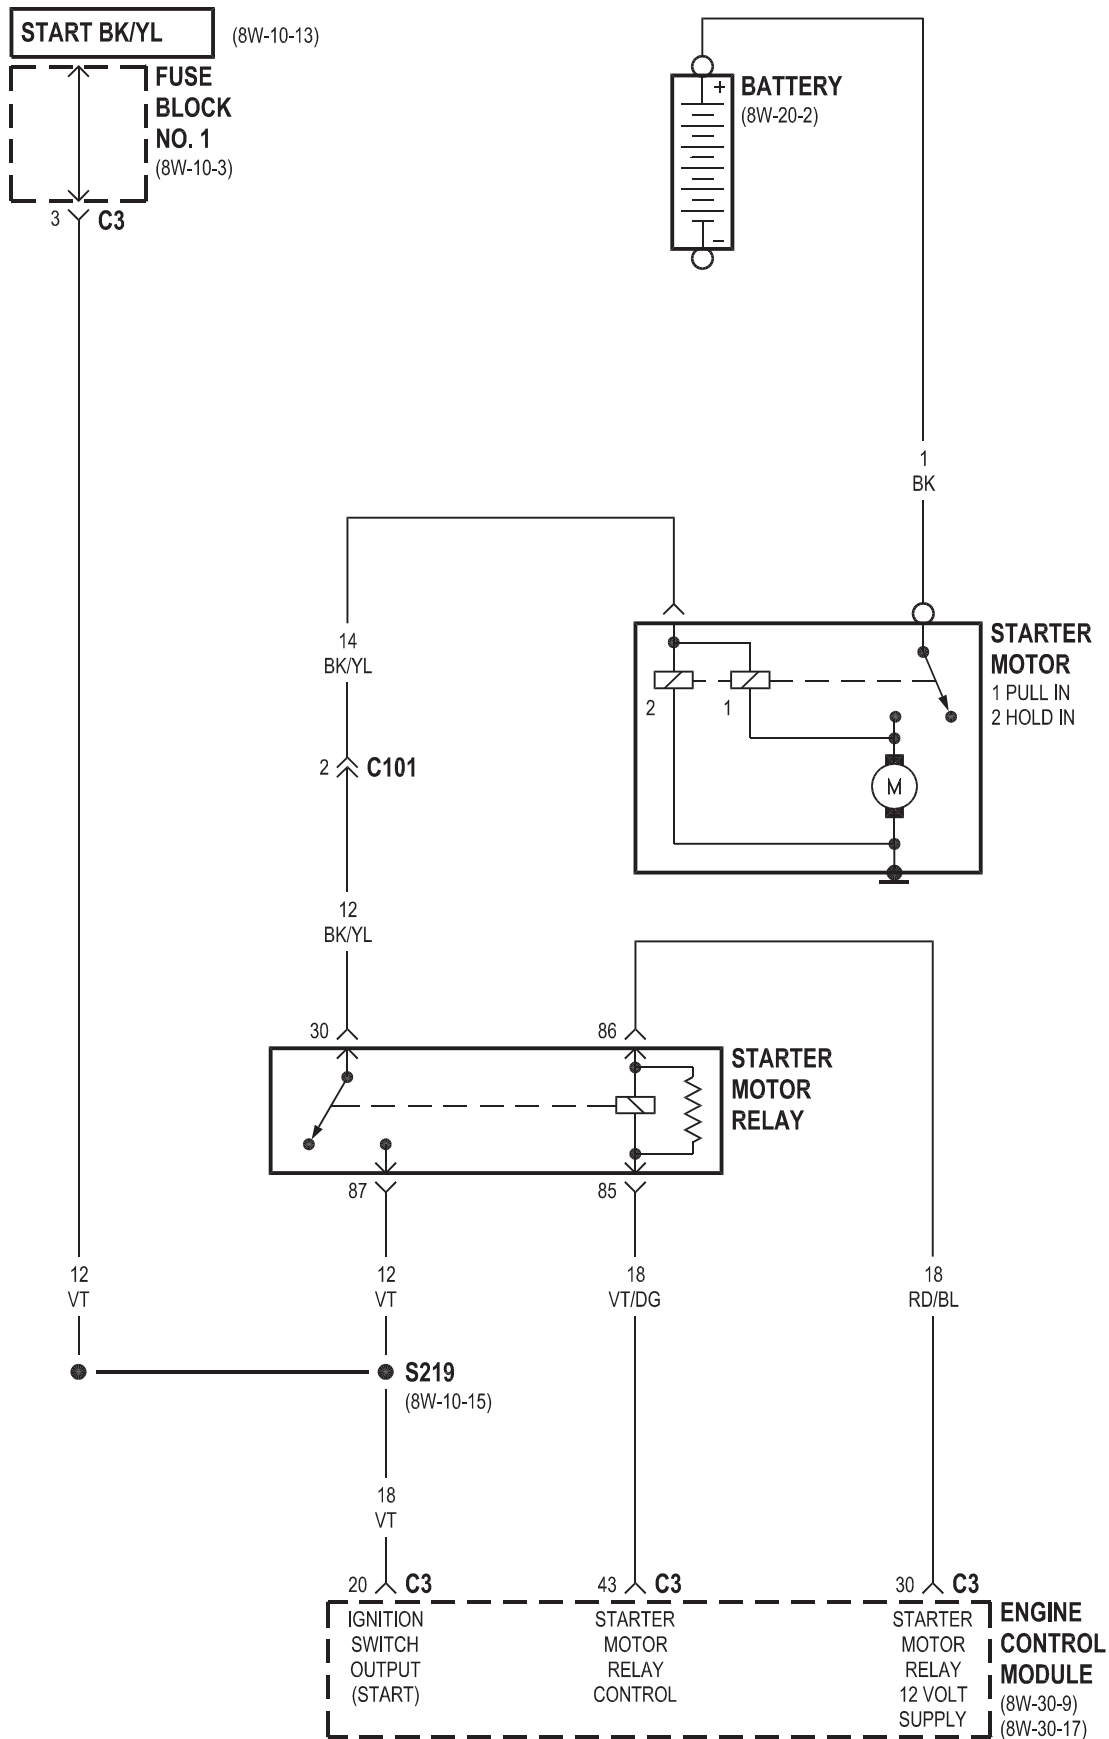 START BK/YL
(8W-10-13)
FUSE
BLOCK
NO. 1
(8W-10-3)
3
C3
+
BATTERY
(8W-20-2)
–
1
BK
14
BK/YL
STARTER
MOTOR
1 PULL IN
2 HOLD IN
2
1
M
2
C101
12
BK/YL
30
86
STARTER
MOTOR
RELAY
87
85
12
VT
12
VT
18
VT/DG
18
RD/BL
S219
(8W-10-15)
18
VT
20
C3
43
C3
30
C3
IGNITION
SWITCH
OUTPUT
(START)
STARTER
MOTOR
RELAY
CONTROL
STARTER
MOTOR
RELAY
12 VOLT
SUPPLY
ENGINE
CONTROL
MODULE
(8W-30-9)
(8W-30-17)